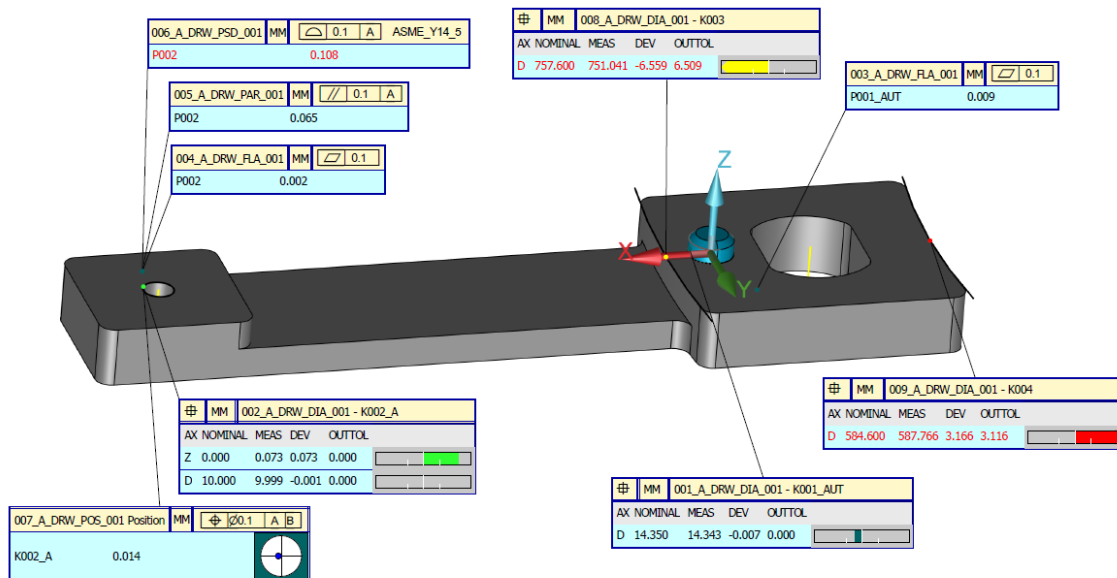 006_A_DRW_PSD_001 MM ⌓ 0.1 A ASME_Y14_5
P002 0.108
005_A_DRW_PAR_001 MM // 0.1 A
P002 0.065
004_A_DRW_FLA_001 MM ⏥ 0.1
P002 0.002
⌖ MM 008_A_DRW_DIA_001 - K003
AX NOMINAL MEAS DEV OUTTOL
D 757.600 751.041 -6.559 6.509
003_A_DRW_FLA_001 MM ⏥ 0.1
P001_AUT 0.009
Z
X
Y
⌖ MM 002_A_DRW_DIA_001 - K002_A
AX NOMINAL MEAS DEV OUTTOL
Z 0.000 0.073 0.073 0.000
D 10.000 9.999 -0.001 0.000
⌖ MM 009_A_DRW_DIA_001 - K004
AX NOMINAL MEAS DEV OUTTOL
D 584.600 587.766 3.166 3.116
⌖ MM 001_A_DRW_DIA_001 - K001_AUT
AX NOMINAL MEAS DEV OUTTOL
D 14.350 14.343 -0.007 0.000
007_A_DRW_POS_001 Position MM ⌖ Ø0.1 A B
K002_A 0.014